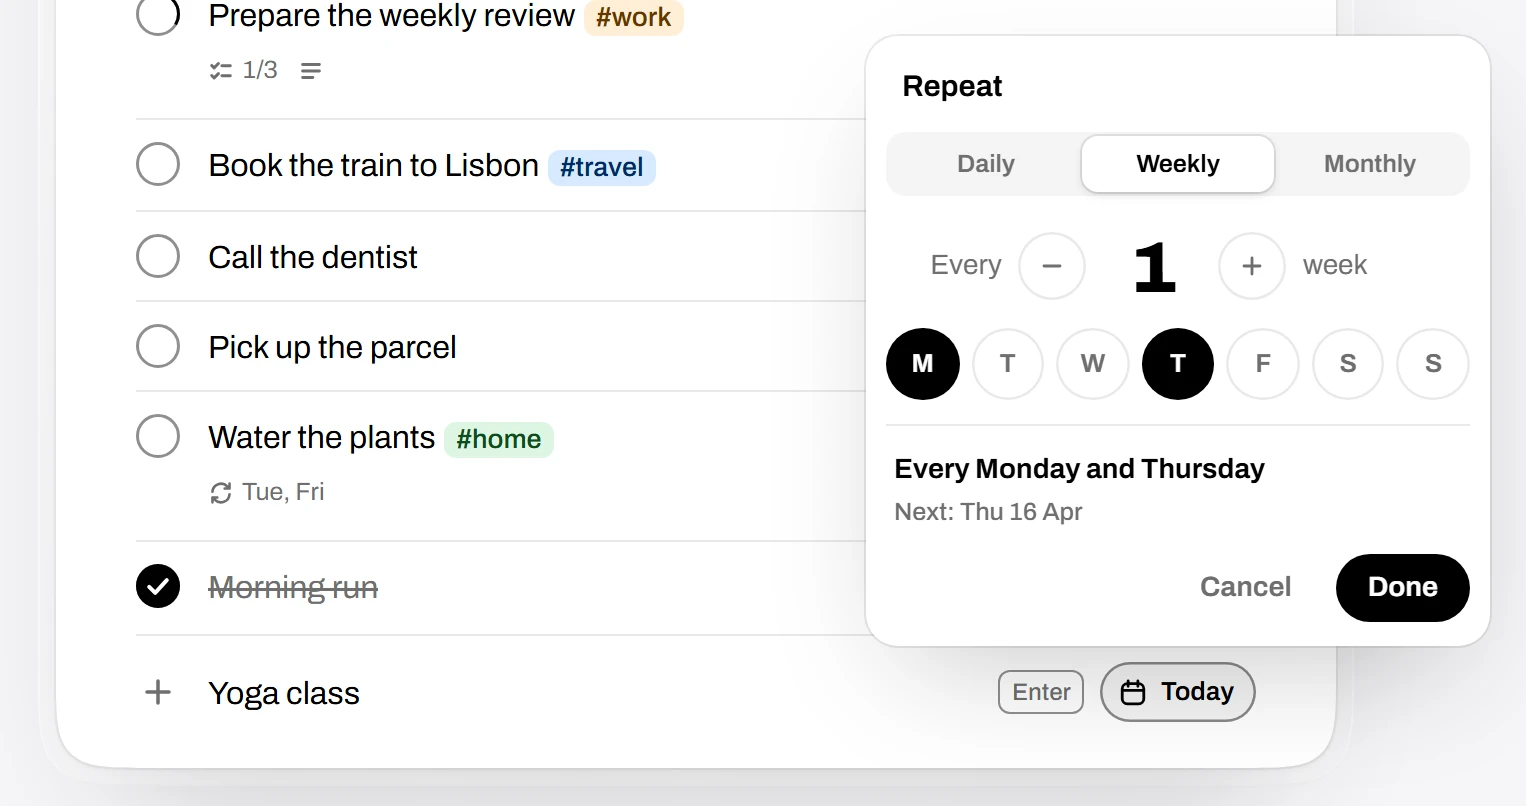 Prepare the weekly review #work
1/3
Book the train to Lisbon #travel
Call the dentist
Pick up the parcel
Water the plants #home
Tue, Fri
Morning run
Yoga class
Enter
Today
Repeat
Daily Weekly Monthly
Every − 1 + week
M T W T F S S
Every Monday and Thursday
Next: Thu 16 Apr
Cancel Done